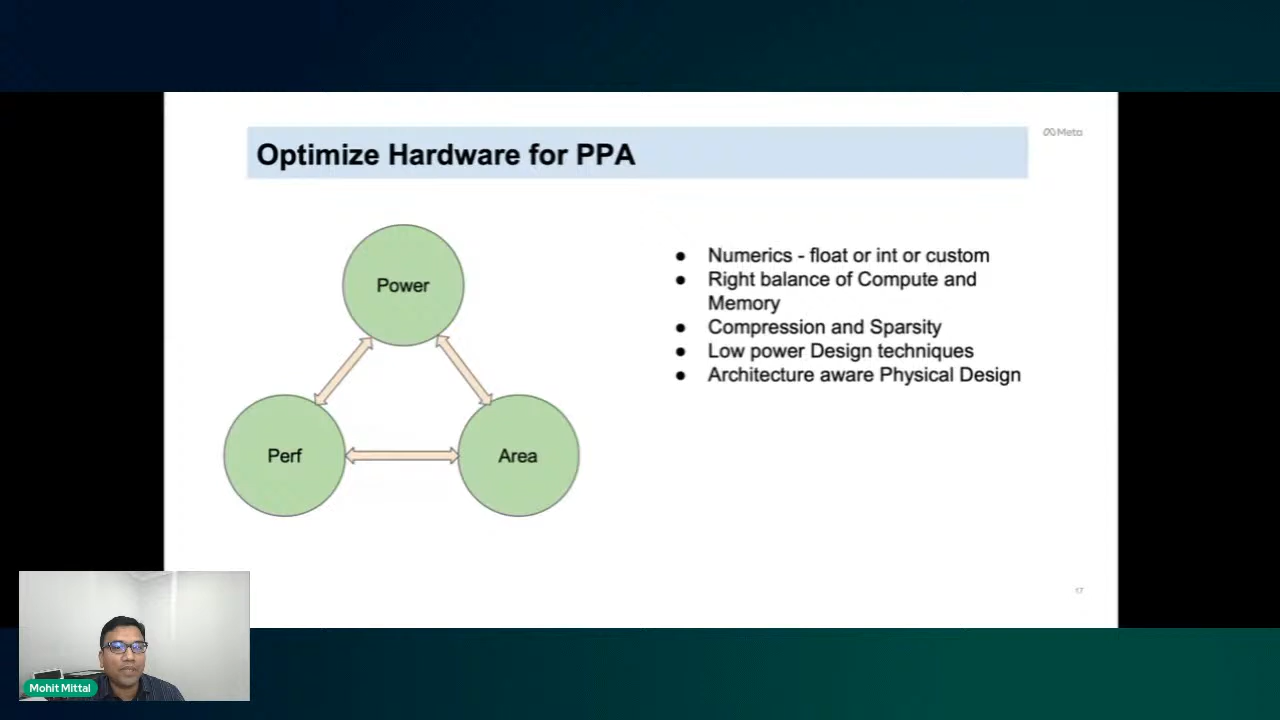 Meta
Optimize Hardware for PPA
Power
Perf
Area
● Numerics - float or int or custom
● Right balance of Compute and
Memory
● Compression and Sparsity
● Low power Design techniques
● Architecture aware Physical Design
17
Mohit Mittal